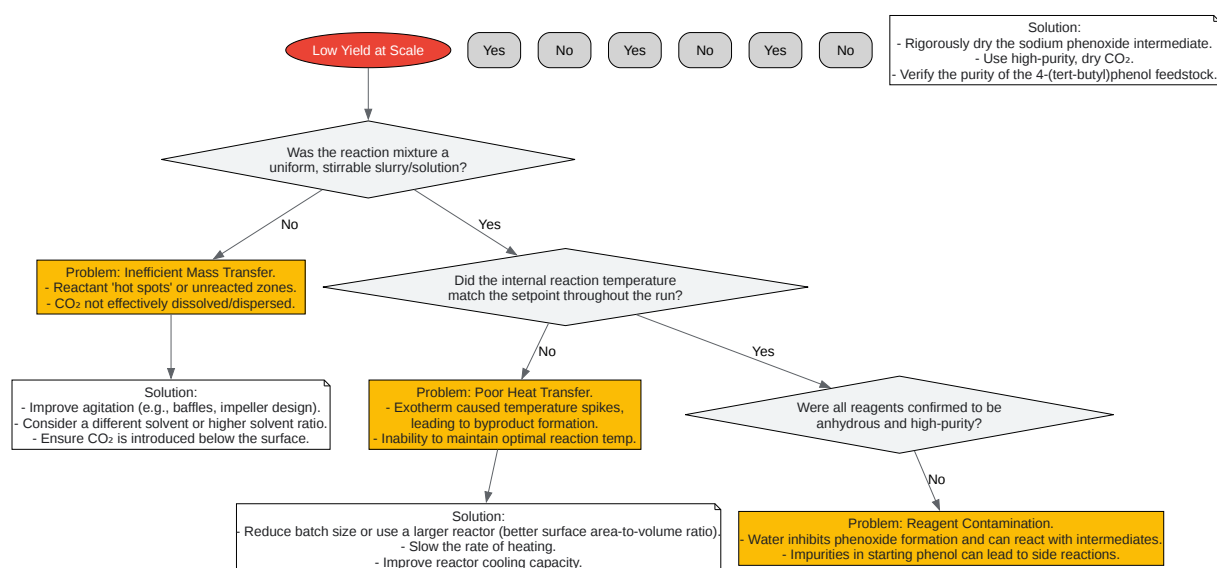 Low Yield at Scale
Yes
No
Yes
No
Yes
No
Solution:
- Rigorously dry the sodium phenoxide intermediate.
- Use high-purity, dry CO₂.
- Verify the purity of the 4-(tert-butyl)phenol feedstock.
Was the reaction mixture a
uniform, stirrable slurry/solution?
No
Yes
Problem: Inefficient Mass Transfer.
- Reactant 'hot spots' or unreacted zones.
- CO₂ not effectively dissolved/dispersed.
Did the internal reaction temperature
match the setpoint throughout the run?
No
Yes
Solution:
- Improve agitation (e.g., baffles, impeller design).
- Consider a different solvent or higher solvent ratio.
- Ensure CO₂ is introduced below the surface.
Problem: Poor Heat Transfer.
- Exotherm caused temperature spikes,
leading to byproduct formation.
- Inability to maintain optimal reaction temp.
Were all reagents confirmed to be
anhydrous and high-purity?
No
Solution:
- Reduce batch size or use a larger reactor (better surface area-to-volume ratio).
- Slow the rate of heating.
- Improve reactor cooling capacity.
Problem: Reagent Contamination.
- Water inhibits phenoxide formation and can react with intermediates.
- Impurities in starting phenol can lead to side reactions.